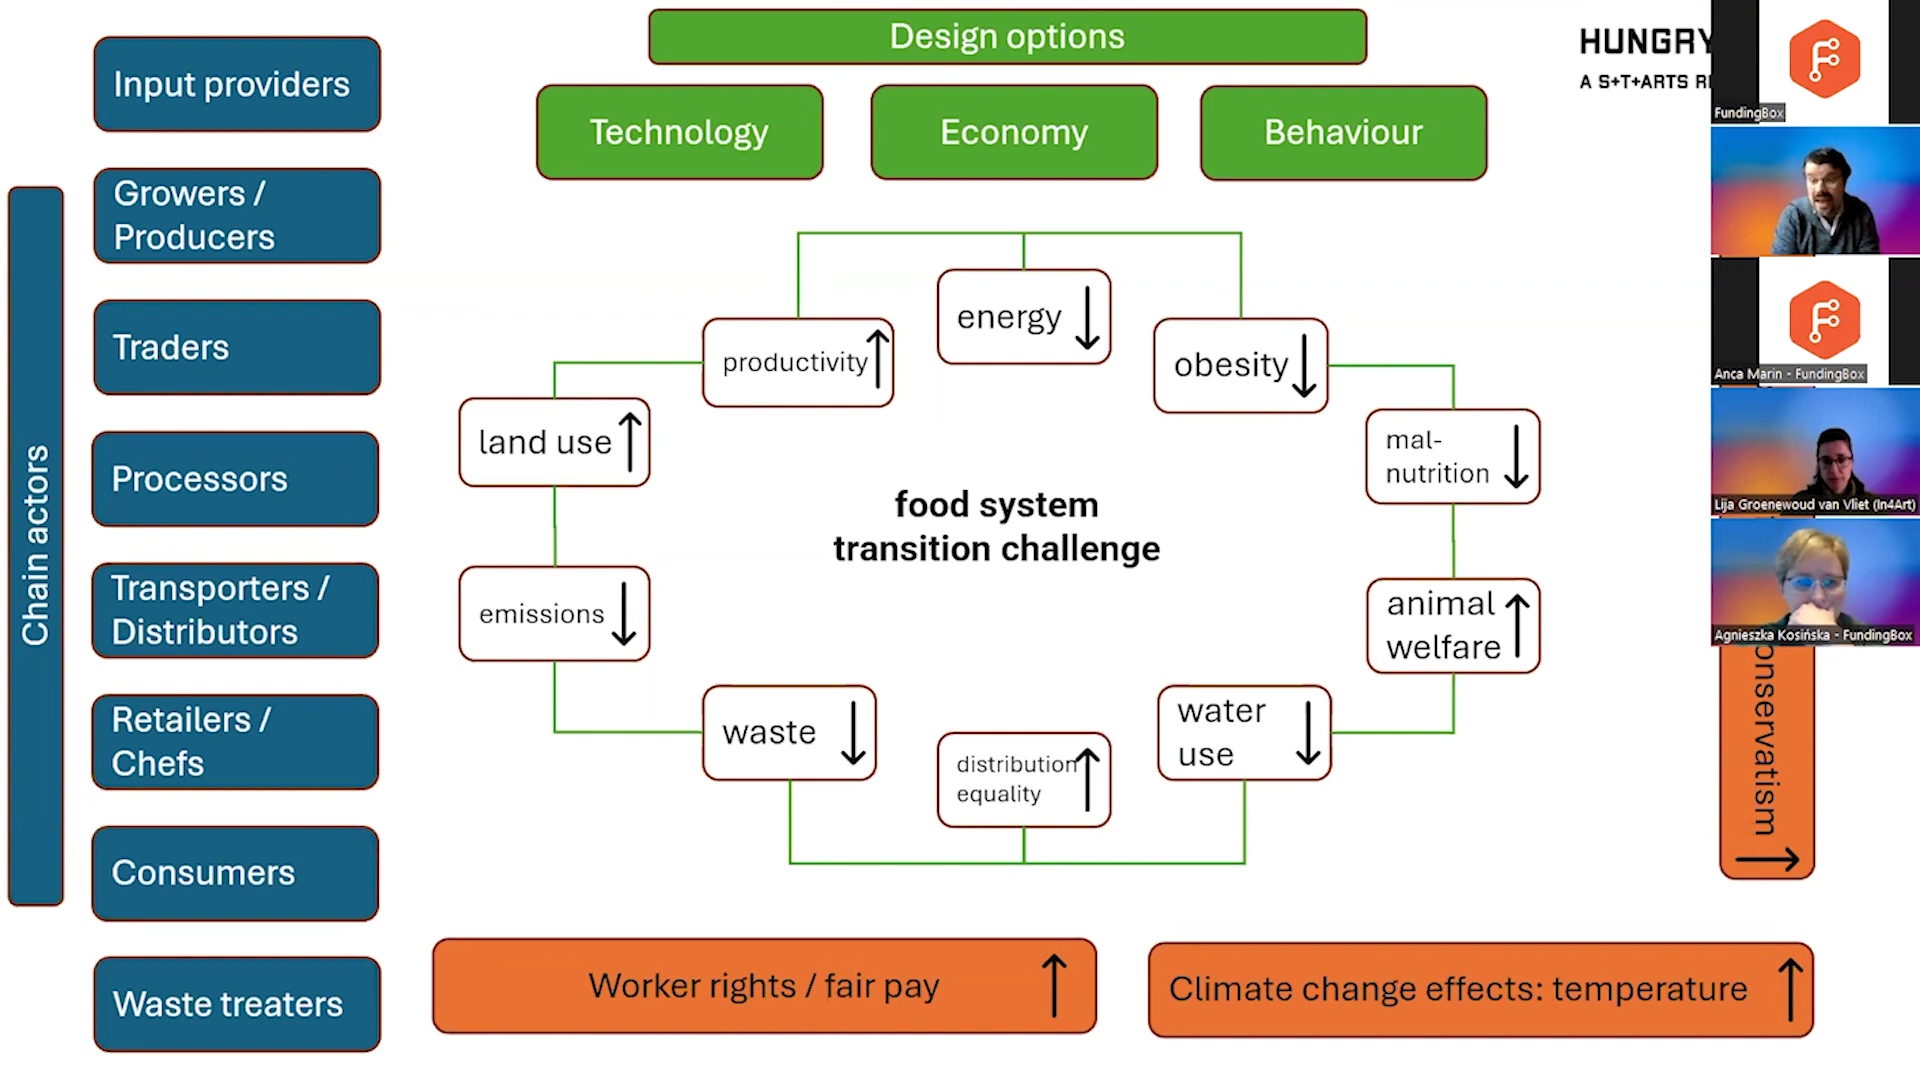 Design options
Technology
Economy
Behaviour
HUNGRY
A S+T+ARTS
Chain actors
Input providers
Growers /
Producers
Traders
Processors
Transporters /
Distributors
Retailers /
Chefs
Consumers
Waste treaters
energy
productivity
obesity
land use
mal-
nutrition
food system
transition challenge
emissions
animal
welfare
waste
distribution
equality
water
use
Worker rights / fair pay
Climate change effects: temperature
onservatism
FundingBox
Anca Marin - FundingBox
Lija Groenewoud van Vliet (In4Art)
Agnieszka Kosińska - FundingBox